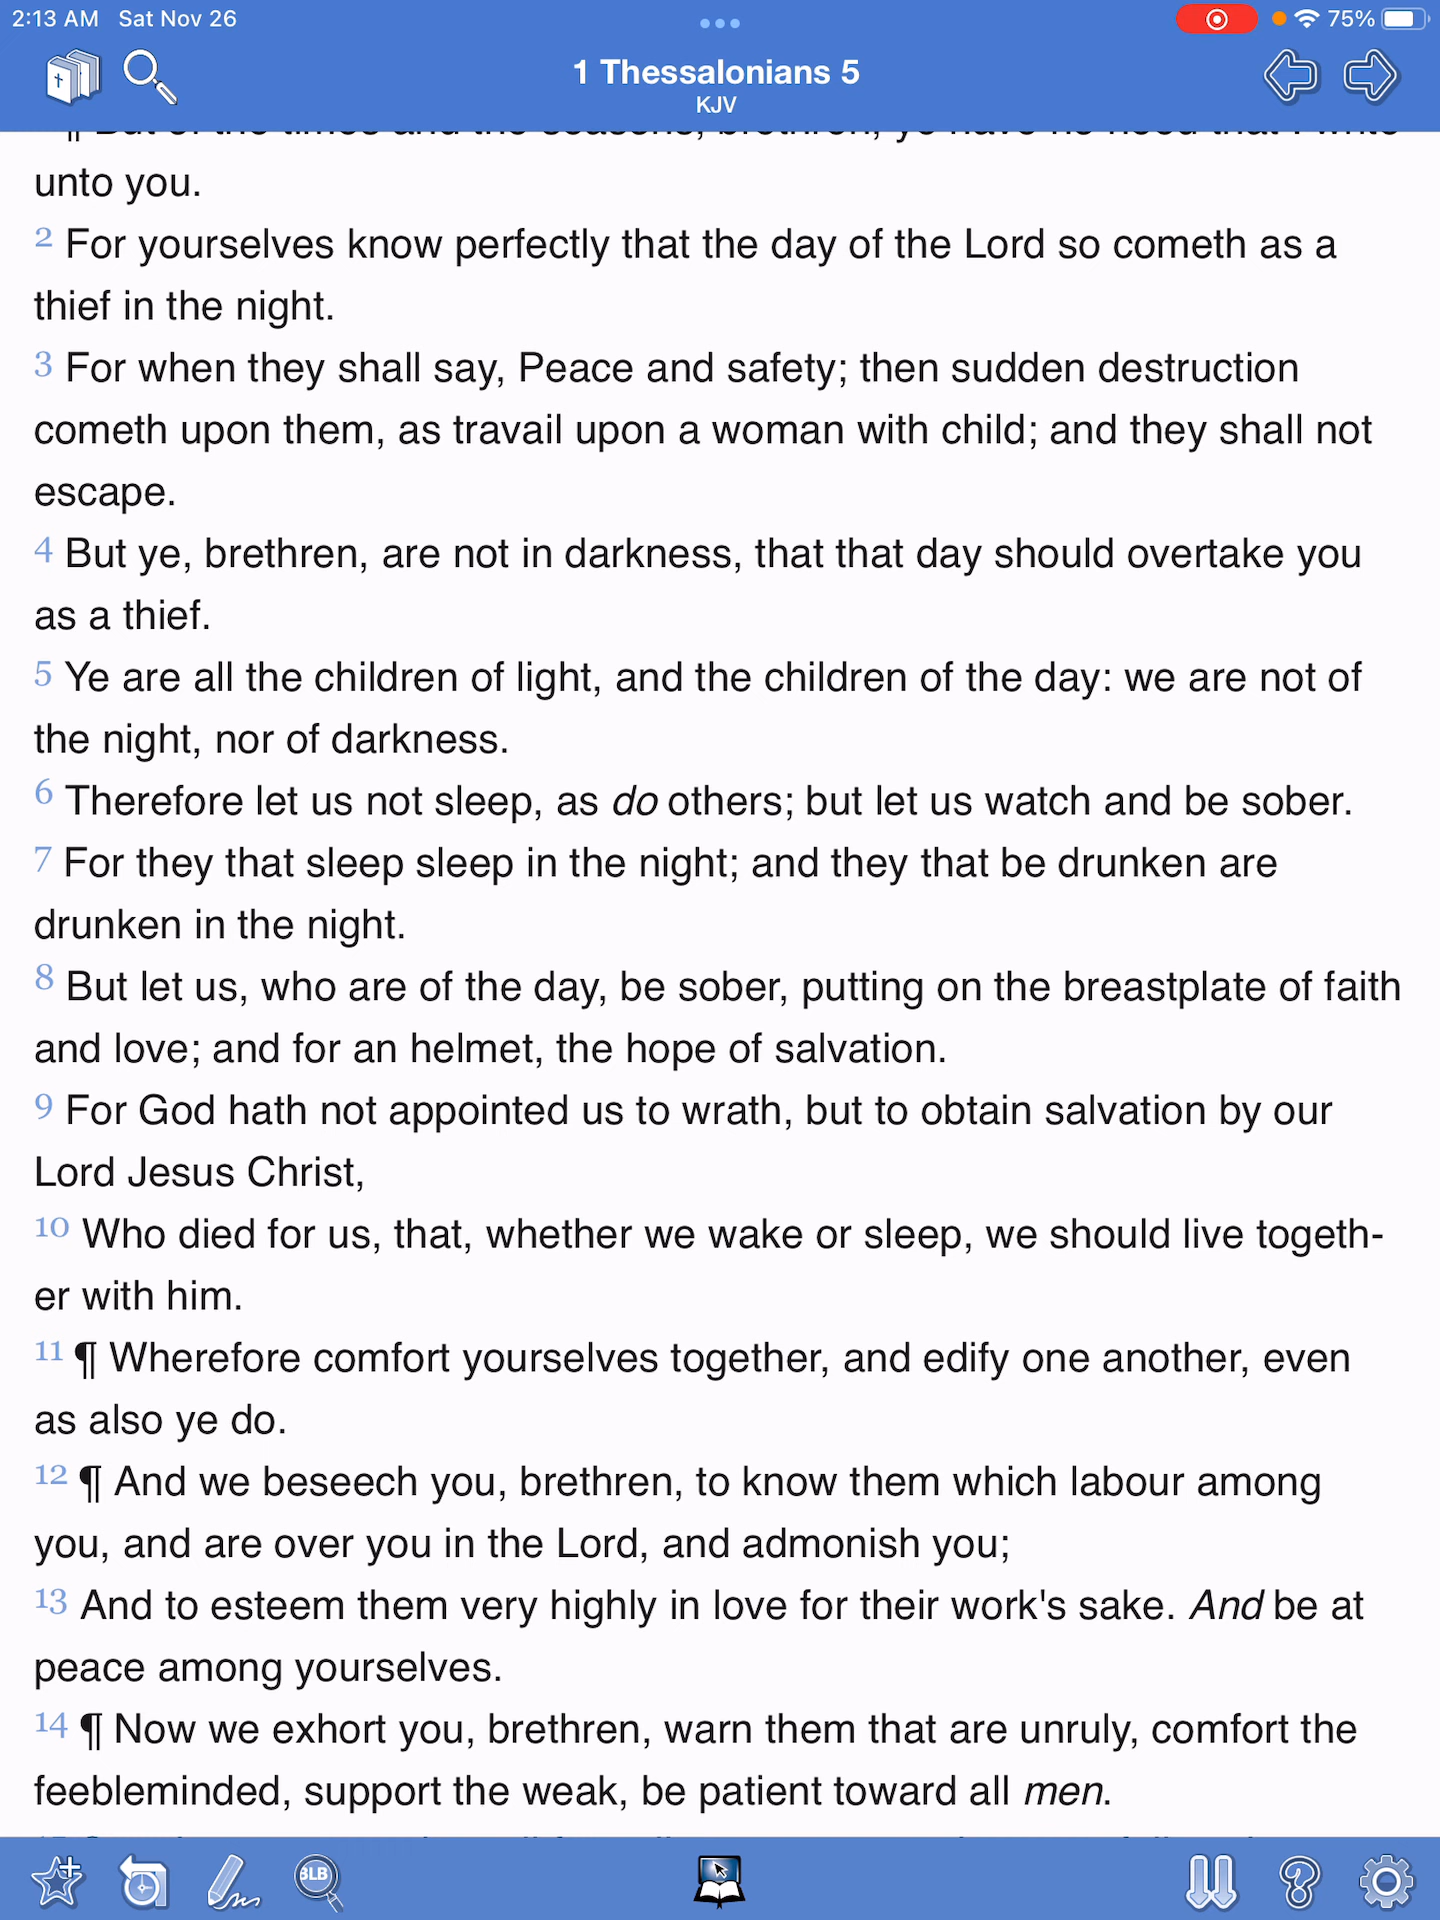 2:13 AM Sat Nov 26
75%
1 Thessalonians 5
KJV
¶ But of the times and the seasons, brethren, ye have no need that I write
unto you.
2 For yourselves know perfectly that the day of the Lord so cometh as a
thief in the night.
3 For when they shall say, Peace and safety; then sudden destruction
cometh upon them, as travail upon a woman with child; and they shall not
escape.
4 But ye, brethren, are not in darkness, that that day should overtake you
as a thief.
5 Ye are all the children of light, and the children of the day: we are not of
the night, nor of darkness.
6 Therefore let us not sleep, as do others; but let us watch and be sober.
7 For they that sleep sleep in the night; and they that be drunken are
drunken in the night.
8 But let us, who are of the day, be sober, putting on the breastplate of faith
and love; and for an helmet, the hope of salvation.
9 For God hath not appointed us to wrath, but to obtain salvation by our
Lord Jesus Christ,
10 Who died for us, that, whether we wake or sleep, we should live togeth-
er with him.
11 ¶ Wherefore comfort yourselves together, and edify one another, even
as also ye do.
12 ¶ And we beseech you, brethren, to know them which labour among
you, and are over you in the Lord, and admonish you;
13 And to esteem them very highly in love for their work's sake. And be at
peace among yourselves.
14 ¶ Now we exhort you, brethren, warn them that are unruly, comfort the
feebleminded, support the weak, be patient toward all men.
BLB